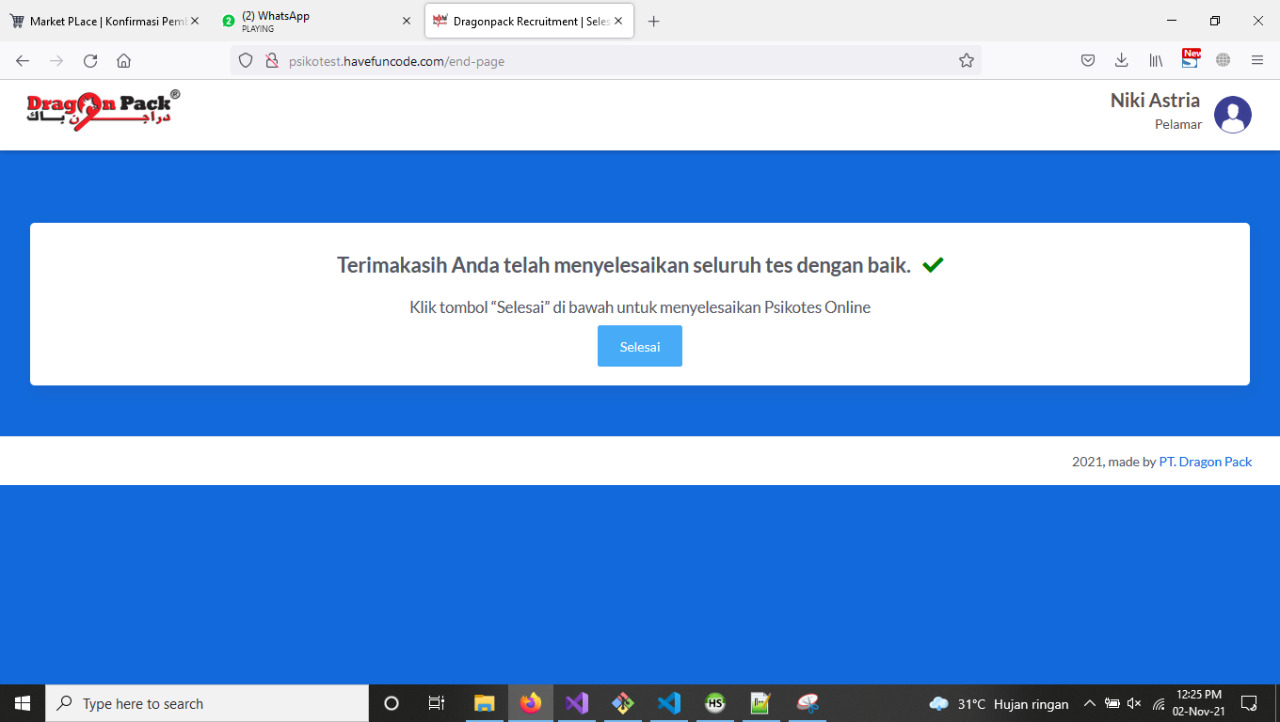 Market PLace | Konfirmasi Pem
(2) WhatsApp
PLAYING
Dragonpack Recruitment | Seles
psikotest.havefuncode.com/end-page
New
Dragon Pack®
دراجـــن بـــاك
Niki Astria
Pelamar
Terimakasih Anda telah menyelesaikan seluruh tes dengan baik.
Klik tombol “Selesai” di bawah untuk menyelesaikan Psikotes Online
Selesai
2021, made by PT. Dragon Pack
Type here to search
HS
31°C Hujan ringan
12:25 PM
02-Nov-21